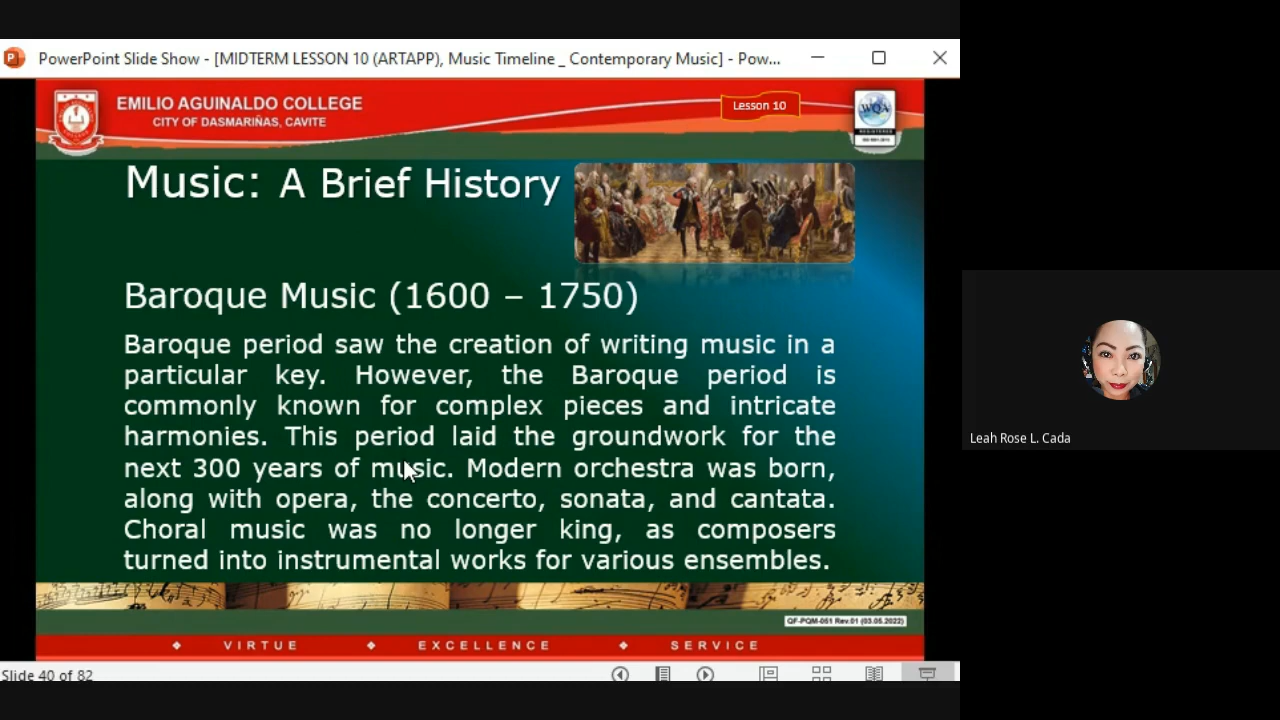 PowerPoint Slide Show - [MIDTERM LESSON 10 (ARTAPP), Music Timeline _ Contemporary Music] - Pow...
EMILIO AGUINALDO COLLEGE
CITY OF DASMARIÑAS, CAVITE
Lesson 10
WQA
Music: A Brief History
Baroque Music (1600 – 1750)
Baroque period saw the creation of writing music in a
particular key. However, the Baroque period is
commonly known for complex pieces and intricate
harmonies. This period laid the groundwork for the
next 300 years of music. Modern orchestra was born,
along with opera, the concerto, sonata, and cantata.
Choral music was no longer king, as composers
turned into instrumental works for various ensembles.
Leah Rose L. Cada
QF-PQM-051 Rev.01 (03.05.2022)
VIRTUE EXCELLENCE SERVICE
Slide 40 of 82